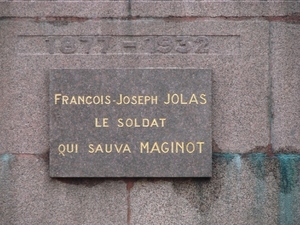 1877-1932
FRANCOIS-JOSEPH JOLAS
LE SOLDAT
QUI SAUVA MAGINOT